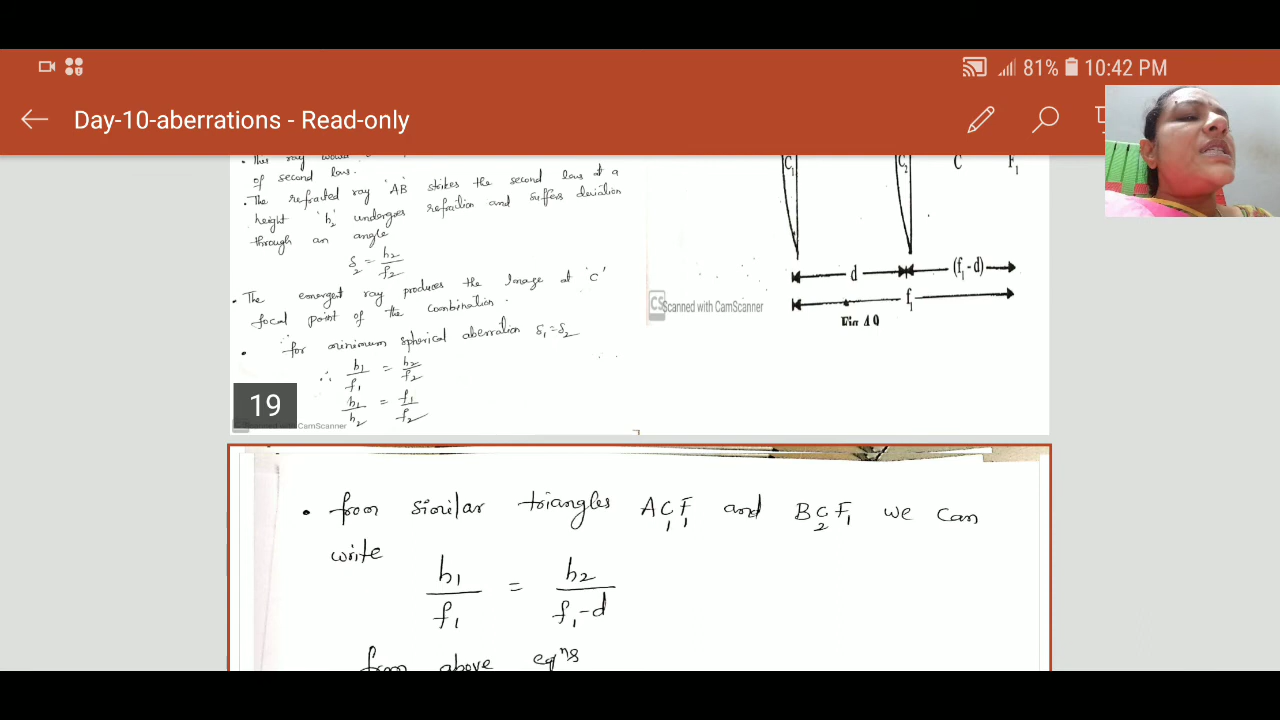 81% 10:42 PM
Day-10-aberrations - Read-only
This ray would
of second lens.
• The refracted ray 'AB' strikes the second lens at a
height 'h₂' undergoes refraction and suffers deviation
through an angle
δ₂ = h₂/f₂
• The emergent ray produces the Image at 'C'
focal point of the combination.
• for minimum spherical aberration δ₁=δ₂
∴ h₁/f₁ = h₂/f₂
h₁/h₂ = f₁/f₂
19
CamScanner
C₁ C₂ C F₁
d (f₁-d)
f₁
CS Scanned with CamScanner
• from similar triangles AC₁F₁ and BC₂F₁ we can
write
h₁/f₁ = h₂/f₁-d
from above eqⁿs